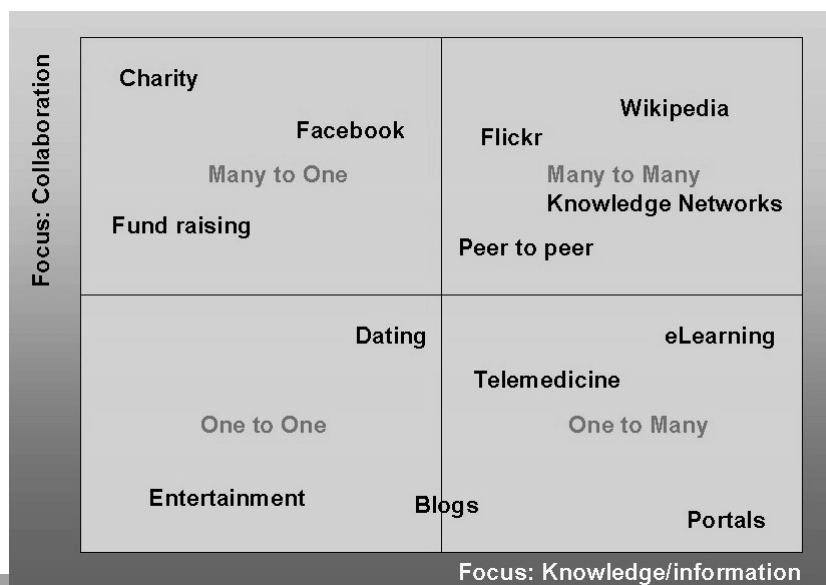 Focus: Collaboration
Charity
Facebook
Many to One
Fund raising
Wikipedia
Flickr
Many to Many
Knowledge Networks
Peer to peer
Dating
One to One
Entertainment
Blogs
eLearning
Telemedicine
One to Many
Portals
Focus: Knowledge/information